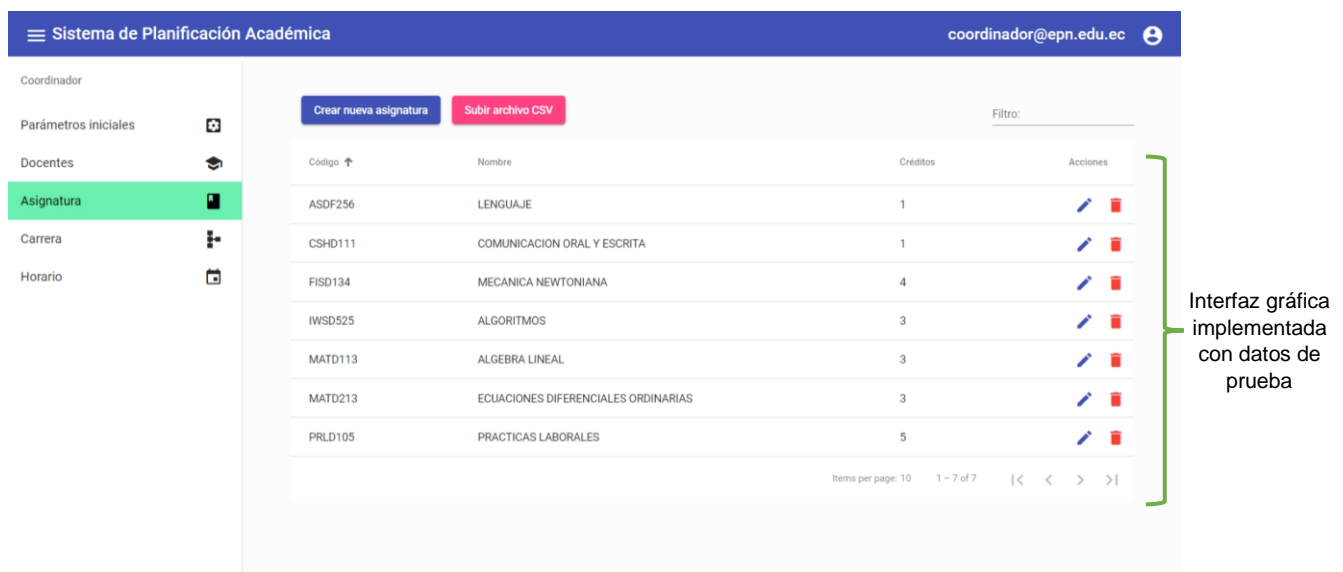 Sistema de Planificación Académica
coordinador@epn.edu.ec
Coordinador
Parámetros iniciales
Docentes
Asignatura
Carrera
Horario
Crear nueva asignatura
Subir archivo CSV
Filtro:
Código Nombre Créditos Acciones
ASDF256 LENGUAJE 1
CSHD111 COMUNICACION ORAL Y ESCRITA 1
FISD134 MECANICA NEWTONIANA 4
IWSD525 ALGORITMOS 3
MATD113 ALGEBRA LINEAL 3
MATD213 ECUACIONES DIFERENCIALES ORDINARIAS 3
PRLD105 PRACTICAS LABORALES 5
Items per page: 10 1 – 7 of 7
Interfaz gráfica
implementada
con datos de
prueba